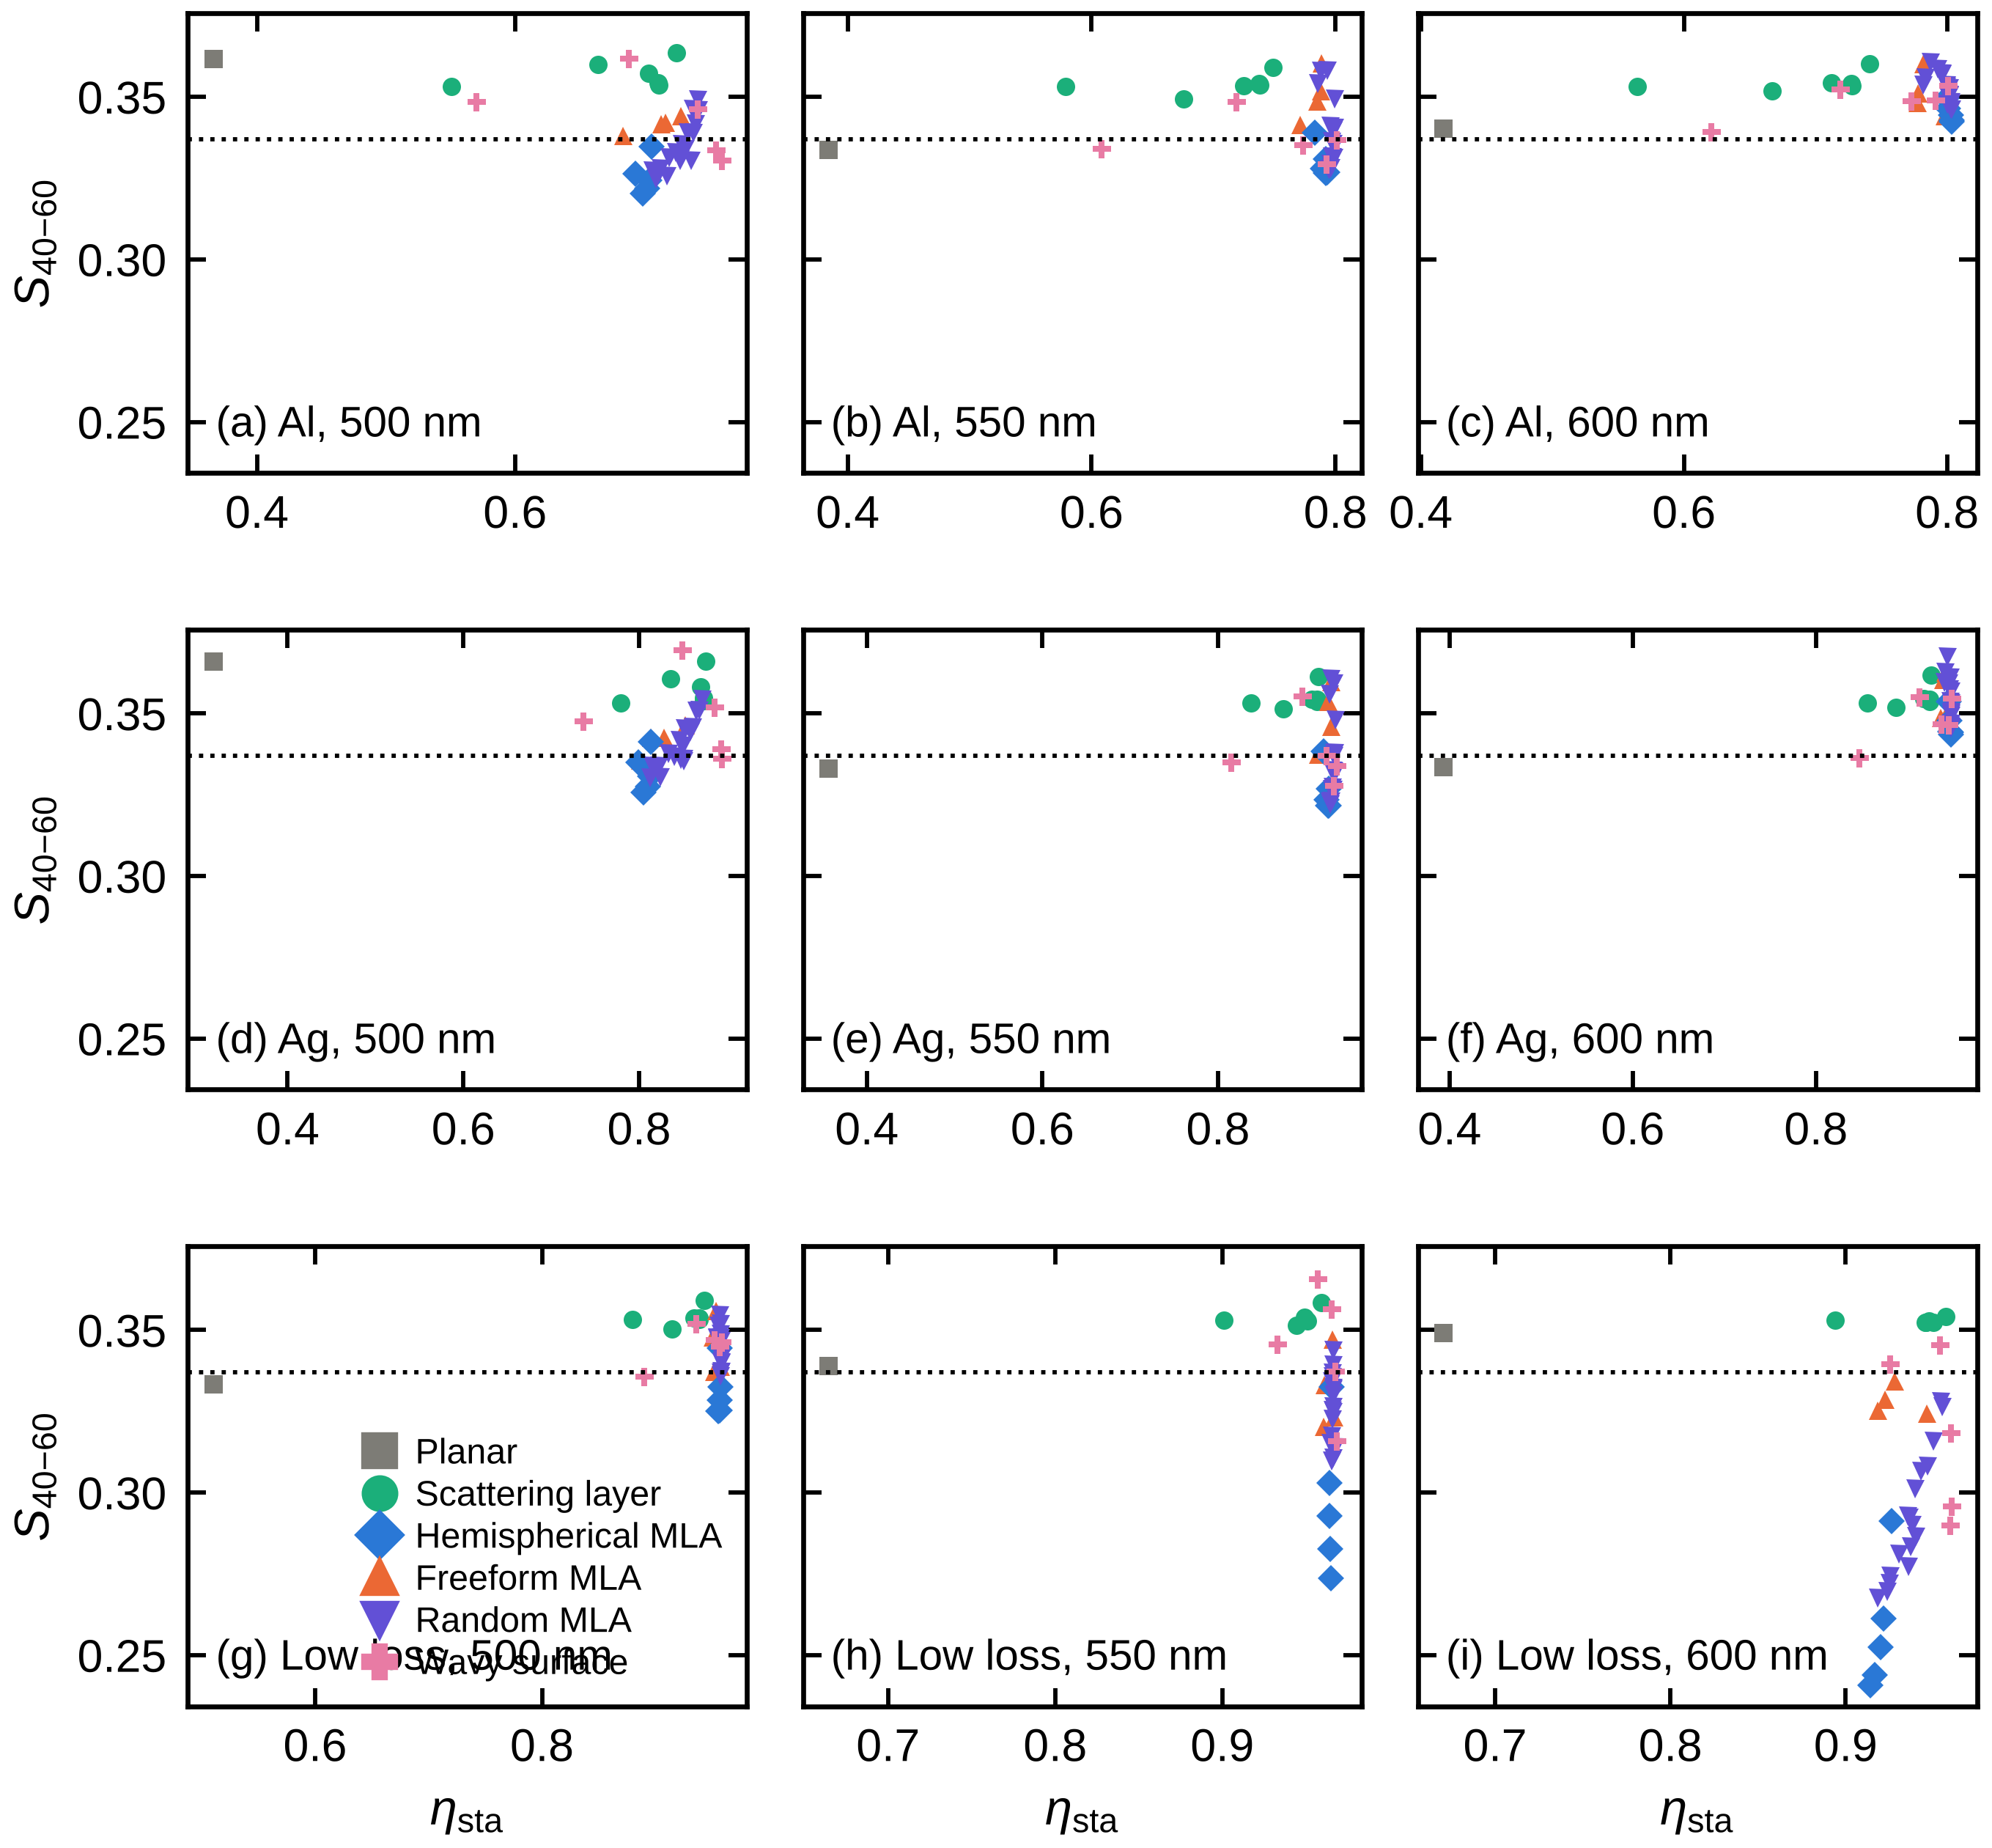 S40−60
0.35
0.30
0.25
(a) Al, 500 nm
(b) Al, 550 nm
(c) Al, 600 nm
0.4 0.6
0.4 0.6 0.8
0.4 0.6 0.8
S40−60
0.35
0.30
0.25
(d) Ag, 500 nm
(e) Ag, 550 nm
(f) Ag, 600 nm
0.4 0.6 0.8
0.4 0.6 0.8
0.4 0.6 0.8
S40−60
0.35
0.30
0.25
Planar
Scattering layer
Hemispherical MLA
Freeform MLA
Random MLA
Wavy surface
(g) Low loss, 500 nm
(h) Low loss, 550 nm
(i) Low loss, 600 nm
0.6 0.8
0.7 0.8 0.9
0.7 0.8 0.9
ηsta
ηsta
ηsta